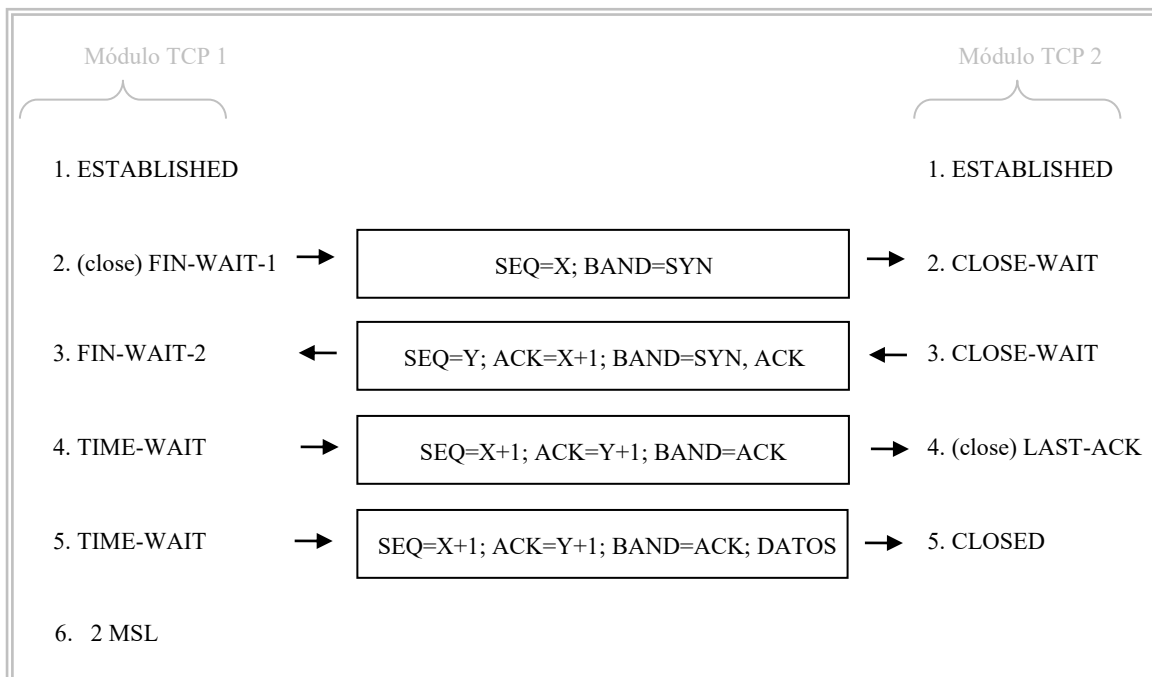 Módulo TCP 1 Módulo TCP 2
1. ESTABLISHED 1. ESTABLISHED
2. (close) FIN-WAIT-1 SEQ=X; BAND=SYN 2. CLOSE-WAIT
3. FIN-WAIT-2 SEQ=Y; ACK=X+1; BAND=SYN, ACK 3. CLOSE-WAIT
4. TIME-WAIT SEQ=X+1; ACK=Y+1; BAND=ACK 4. (close) LAST-ACK
5. TIME-WAIT SEQ=X+1; ACK=Y+1; BAND=ACK; DATOS 5. CLOSED
6. 2 MSL